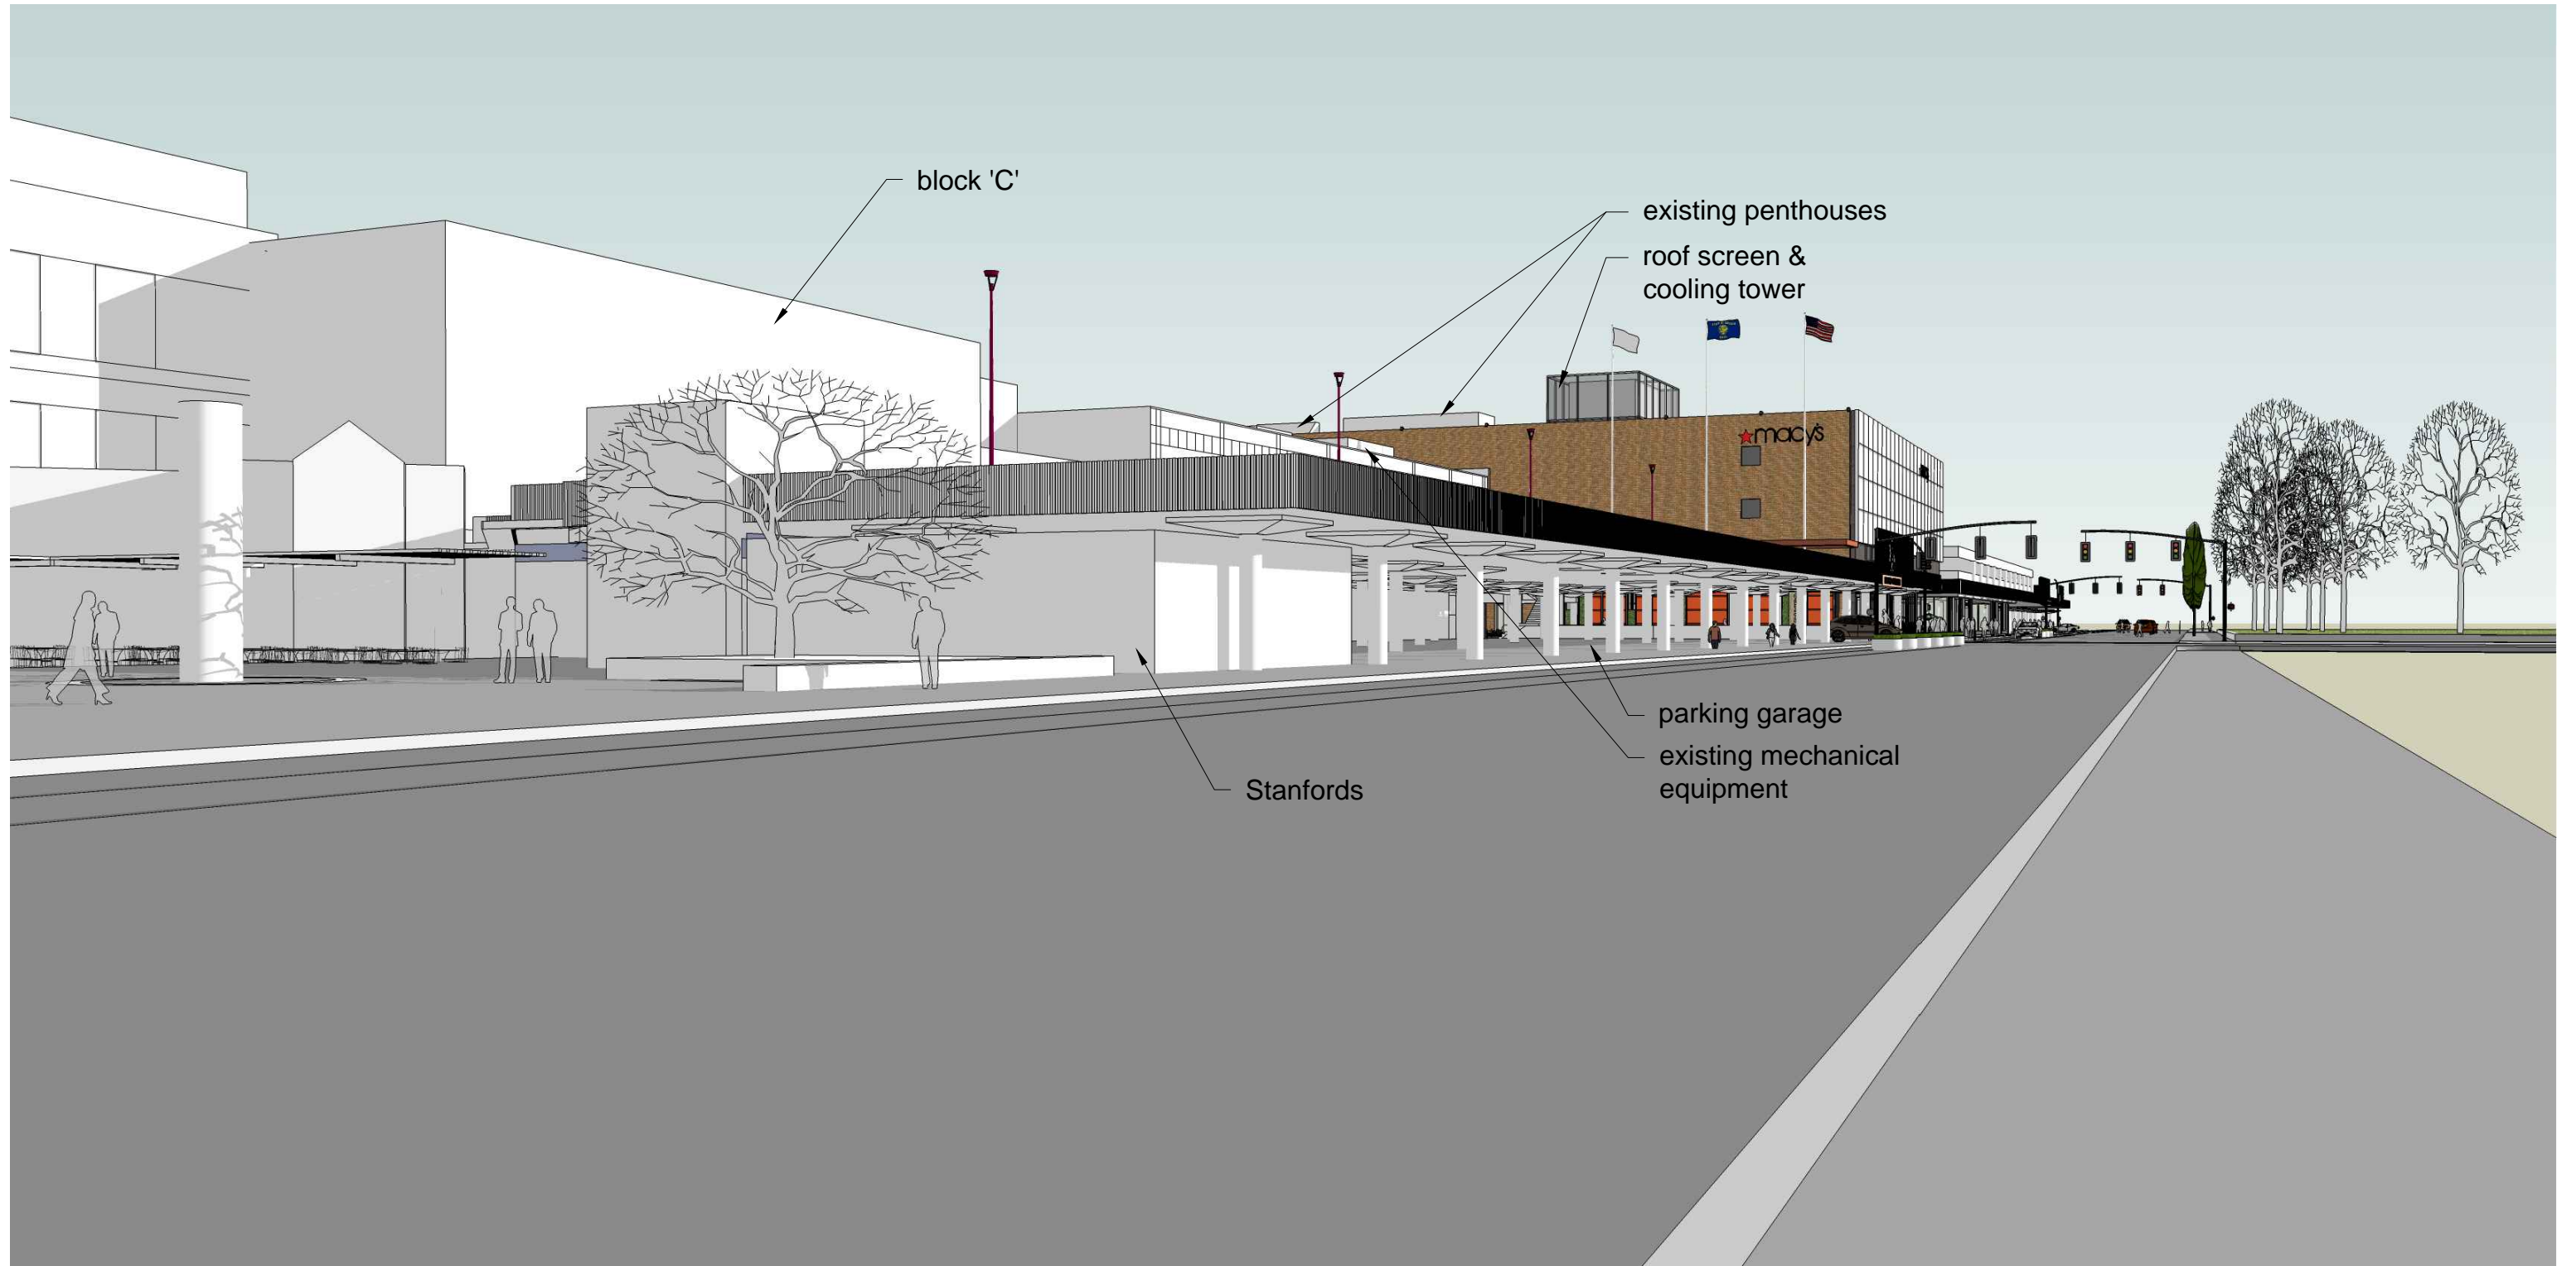 block 'C'
existing penthouses
roof screen &
cooling tower
macy's
parking garage
existing mechanical
equipment
Stanfords